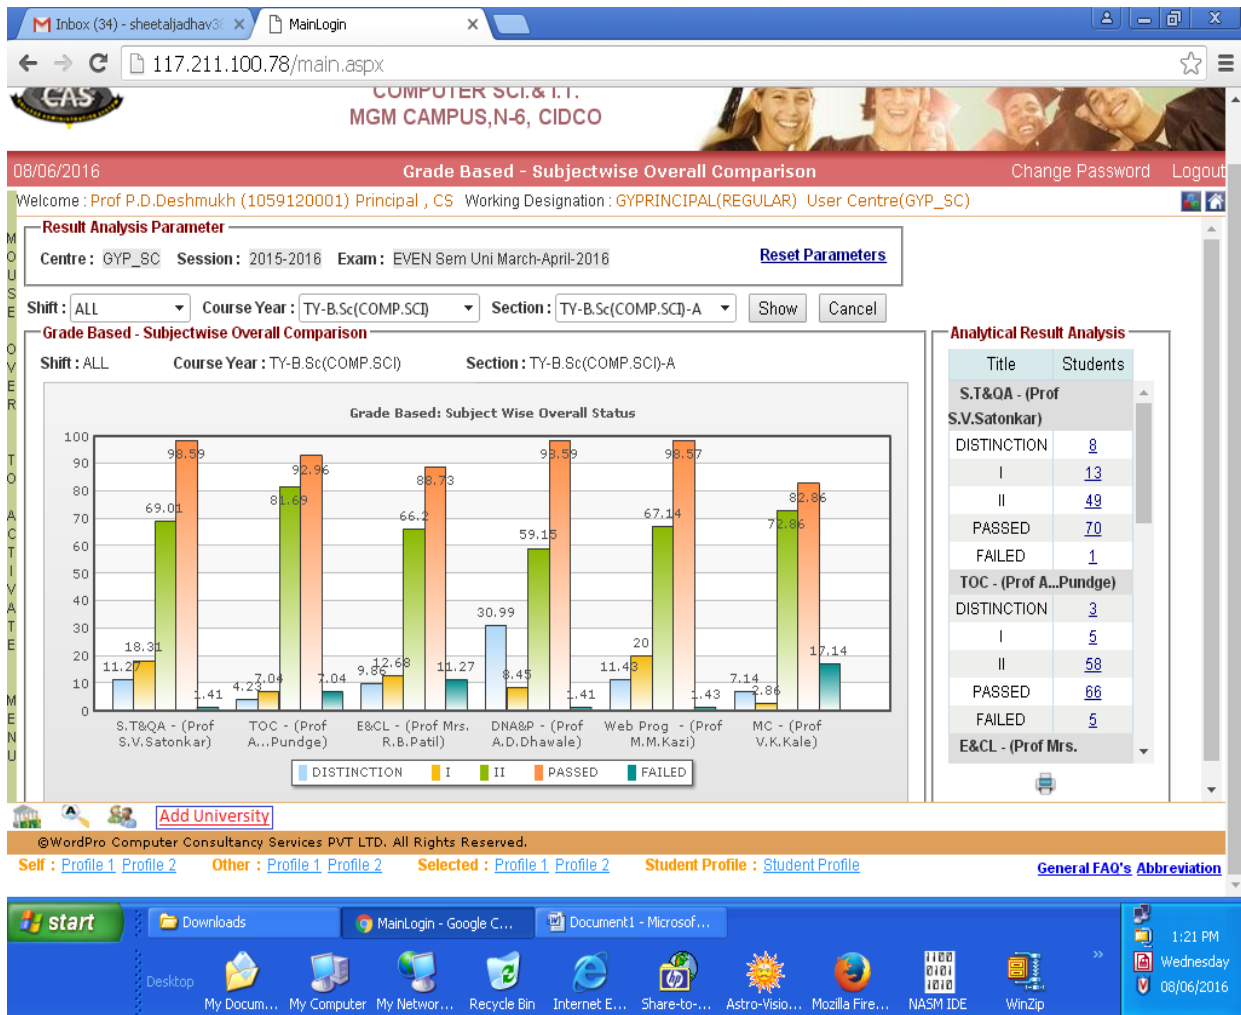 Inbox (34) - sheetaljadhav38 MainLogin
117.211.100.78/main.aspx
CAS
COMPUTER SCI.& I.T.
MGM CAMPUS,N-6, CIDCO
08/06/2016 Grade Based - Subjectwise Overall Comparison Change Password Logout
Welcome : Prof P.D.Deshmukh (1059120001) Principal , CS Working Designation : GYPRINCIPAL(REGULAR) User Centre(GYP_SC)
MOUSE OVER TO ACTIVATE MENU
Result Analysis Parameter
Centre : GYP_SC Session : 2015-2016 Exam : EVEN Sem Uni March-April-2016 Reset Parameters
Shift : ALL Course Year : TY-B.Sc(COMP.SCI) Section : TY-B.Sc(COMP.SCI)-A Show Cancel
Grade Based - Subjectwise Overall Comparison
Shift : ALL Course Year : TY-B.Sc(COMP.SCI) Section : TY-B.Sc(COMP.SCI)-A
Grade Based: Subject Wise Overall Status
100
90
80
70
60
50
40
30
20
10
0
11.27 18.31 69.01 98.59 1.41
4.23 7.04 81.69 92.96 7.04
9.86 12.68 66.2 88.73 11.27
30.99 8.45 59.15 98.59 1.41
11.43 20 67.14 98.57 1.43
7.14 2.86 72.86 82.86 17.14
S.T&QA - (Prof S.V.Satonkar)
TOC - (Prof A...Pundge)
E&CL - (Prof Mrs. R.B.Patil)
DNA&P - (Prof A.D.Dhawale)
Web Prog - (Prof M.M.Kazi)
MC - (Prof V.K.Kale)
DISTINCTION I II PASSED FAILED
Analytical Result Analysis
Title Students
S.T&QA - (Prof
S.V.Satonkar)
DISTINCTION 8
I 13
II 49
PASSED 70
FAILED 1
TOC - (Prof A...Pundge)
DISTINCTION 3
I 5
II 58
PASSED 66
FAILED 5
E&CL - (Prof Mrs.
Add University
©WordPro Computer Consultancy Services PVT LTD. All Rights Reserved.
Self : Profile 1 Profile 2 Other : Profile 1 Profile 2 Selected : Profile 1 Profile 2 Student Profile : Student Profile General FAQ's Abbreviation
start Downloads MainLogin - Google C... Document1 - Microsof...
1:21 PM
Wednesday
08/06/2016
Desktop My Docum... My Computer My Networ... Recycle Bin Internet E... Share-to-... Astro-Visio... Mozilla Fire... NASM IDE WinZip